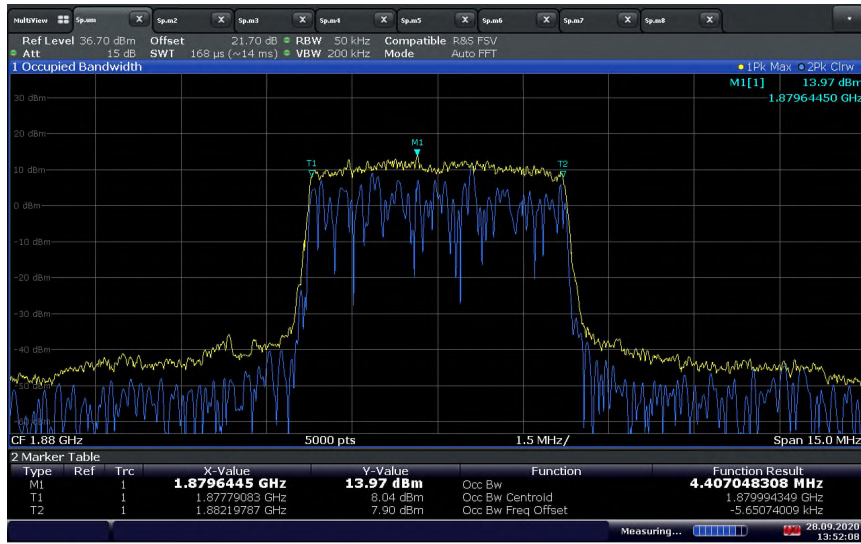 MultiView Sp.um X Sp.m2 X Sp.m3 X Sp.m4 X Sp.m5 X Sp.m6 X Sp.m7 X Sp.m8 X
Ref Level 36.70 dBm Offset 21.70 dB RBW 50 kHz Compatible R&S FSV
Att 15 dB SWT 168 µs (~14 ms) VBW 200 kHz Mode Auto FFT
1 Occupied Bandwidth 1Pk Max 2Pk Clrw
M1[1] 13.97 dBm
1.87964450 GHz
30 dBm
20 dBm
M1
T1 T2
10 dBm
0 dBm
-10 dBm
-20 dBm
-30 dBm
-40 dBm
-50 dBm
-60 dBm
CF 1.88 GHz 5000 pts 1.5 MHz/ Span 15.0 MHz
2 Marker Table
Type Ref Trc X-Value Y-Value Function Function Result
M1 1 1.8796445 GHz 13.97 dBm Occ Bw 4.407048308 MHz
T1 1 1.87779083 GHz 8.04 dBm Occ Bw Centroid 1.879994349 GHz
T2 1 1.88219787 GHz 7.90 dBm Occ Bw Freq Offset -5.65074009 kHz
Measuring... 28.09.2020
13:52:08